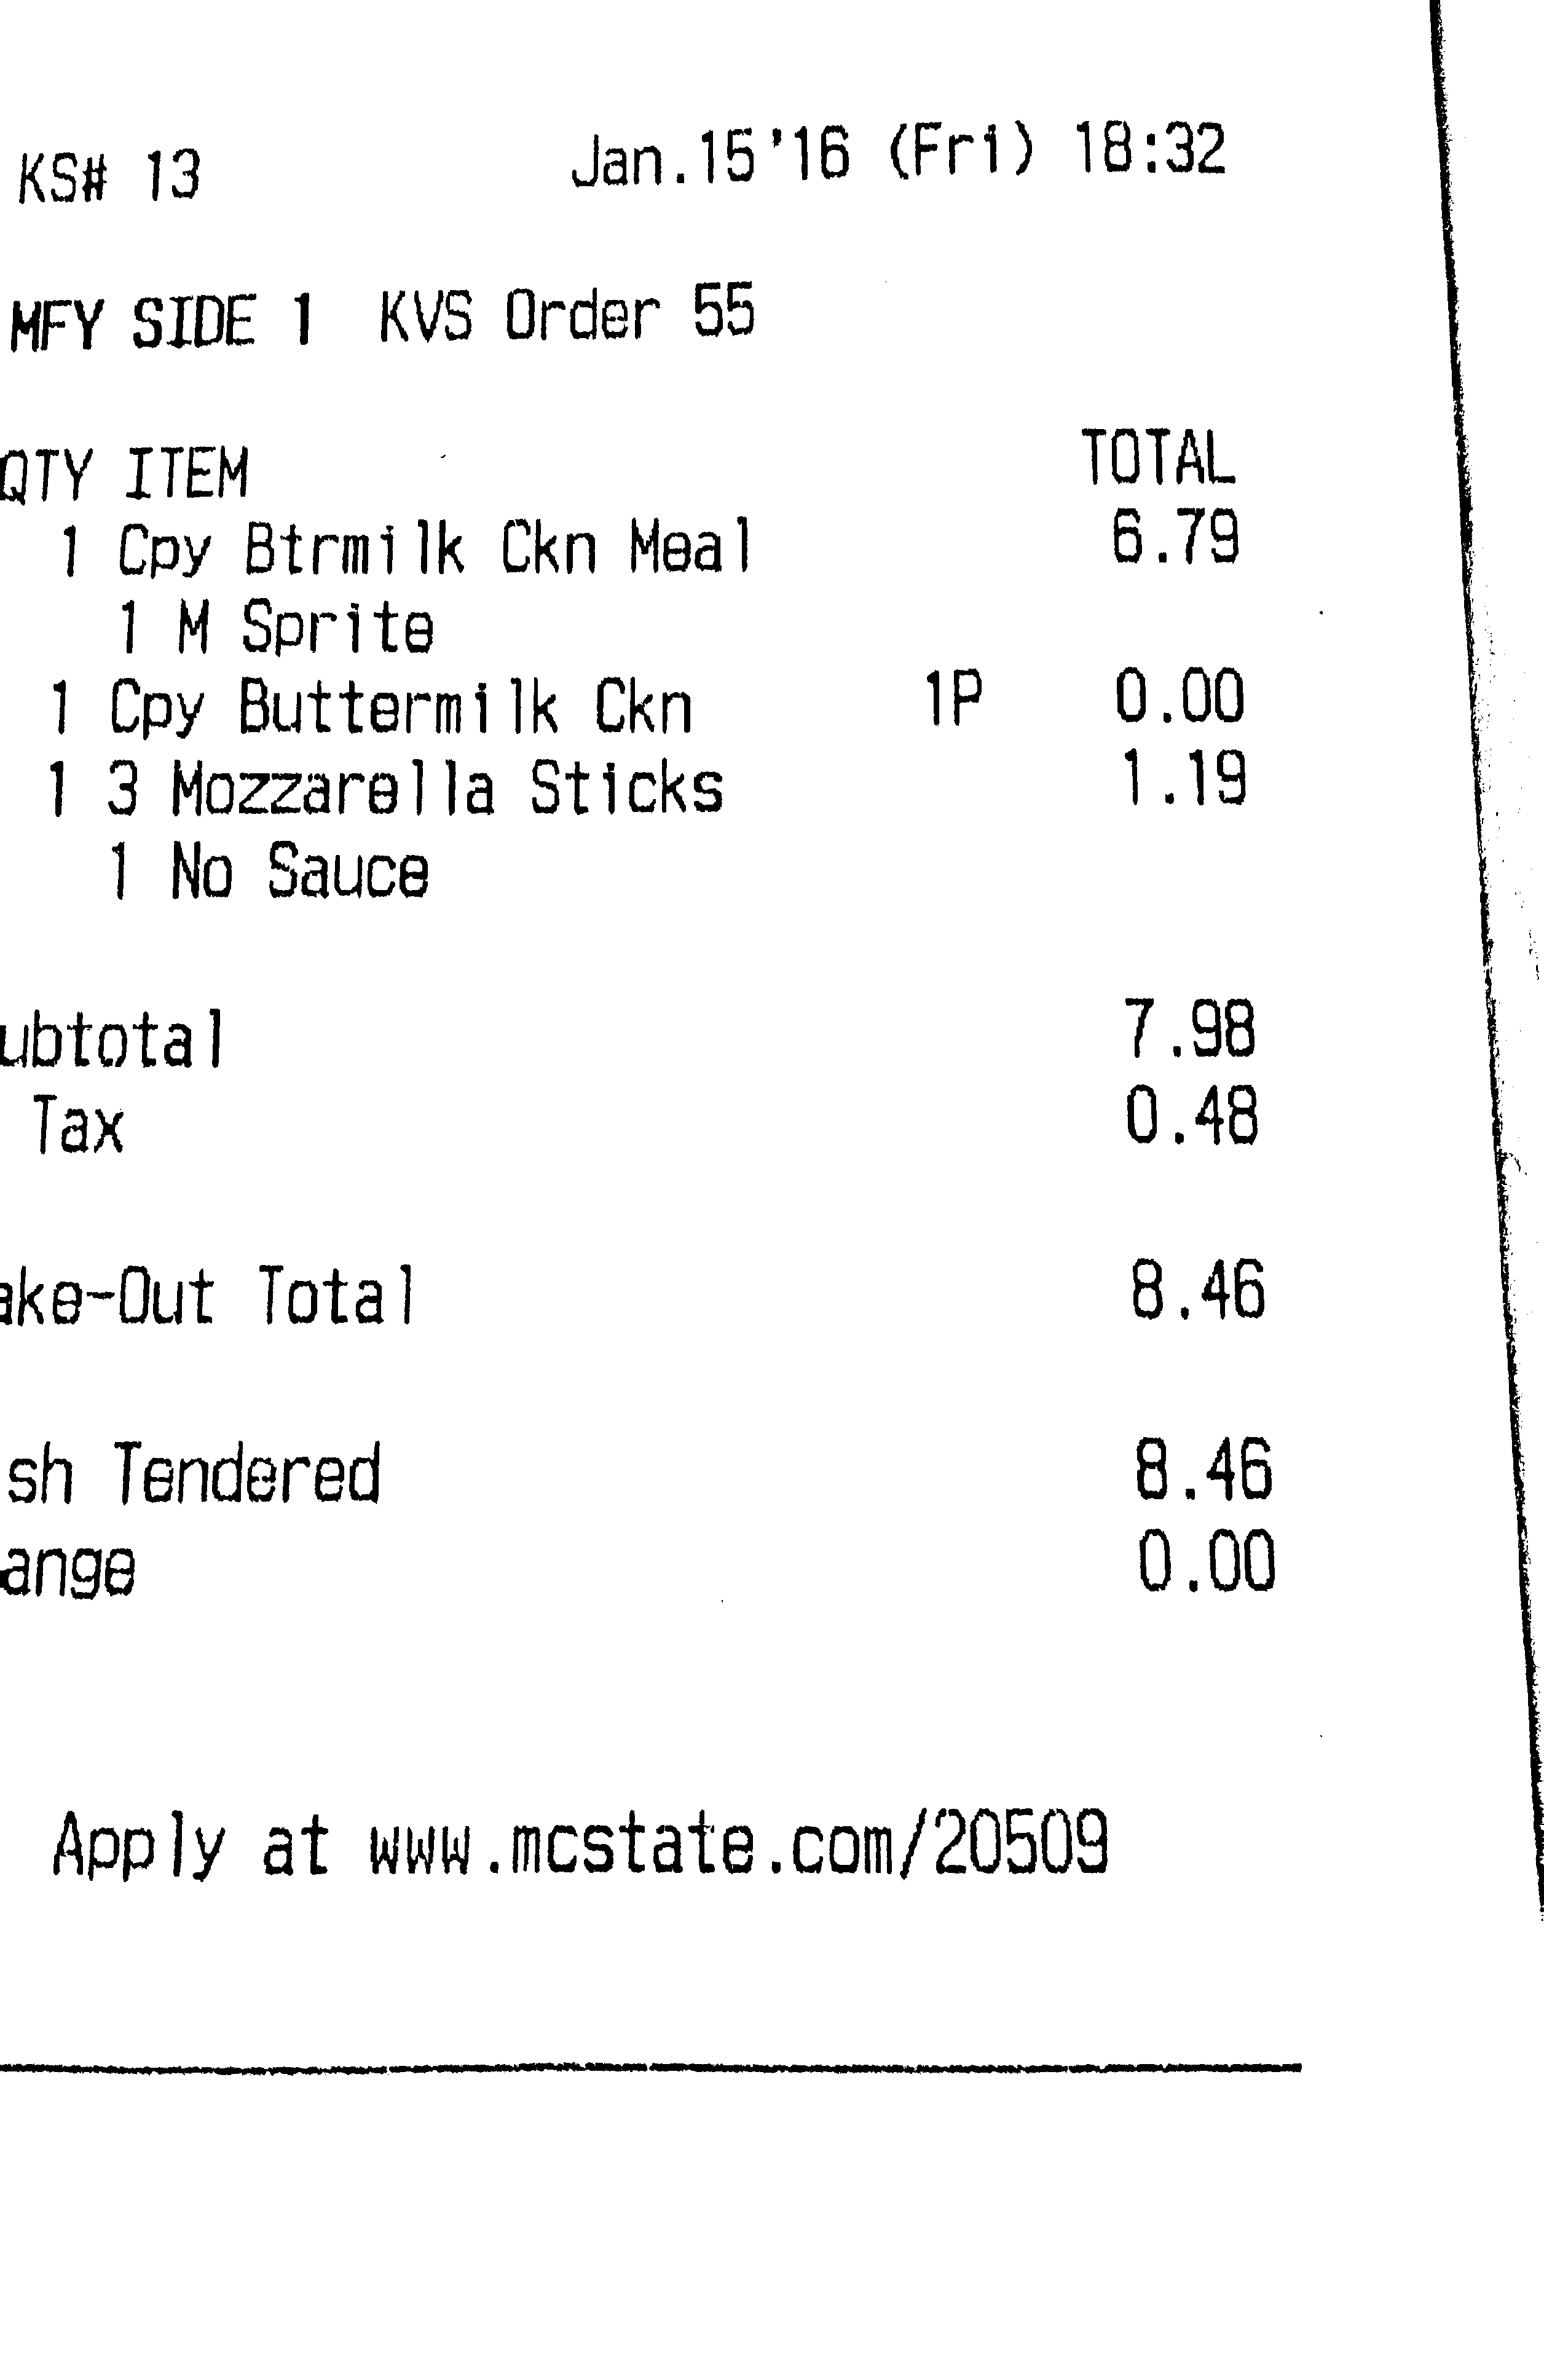 KS# 13 Jan.15'16 (Fri) 18:32
MFY SIDE 1 KVS Order 55
QTY ITEM TOTAL
1 Cpy Btrmilk Ckn Meal 6.79
1 M Sprite
1 Cpy Buttermilk Ckn 1P 0.00
1 3 Mozzarella Sticks 1.19
1 No Sauce
ubtotal 7.98
Tax 0.48
ake-Out Total 8.46
sh Tendered 8.46
ange 0.00
Apply at www.mcstate.com/20509